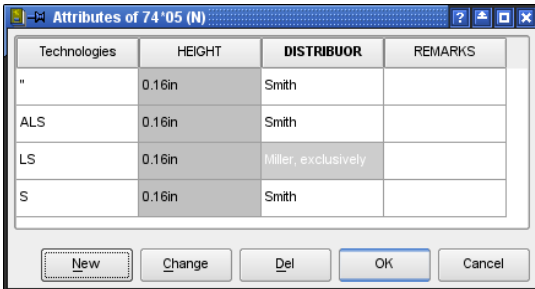 Attributes of 74*05 (N)
Technologies HEIGHT DISTRIBUOR REMARKS
" 0.16in Smith
ALS 0.16in Smith
LS 0.16in Miller, exclusively
S 0.16in Smith
New Change Del OK Cancel